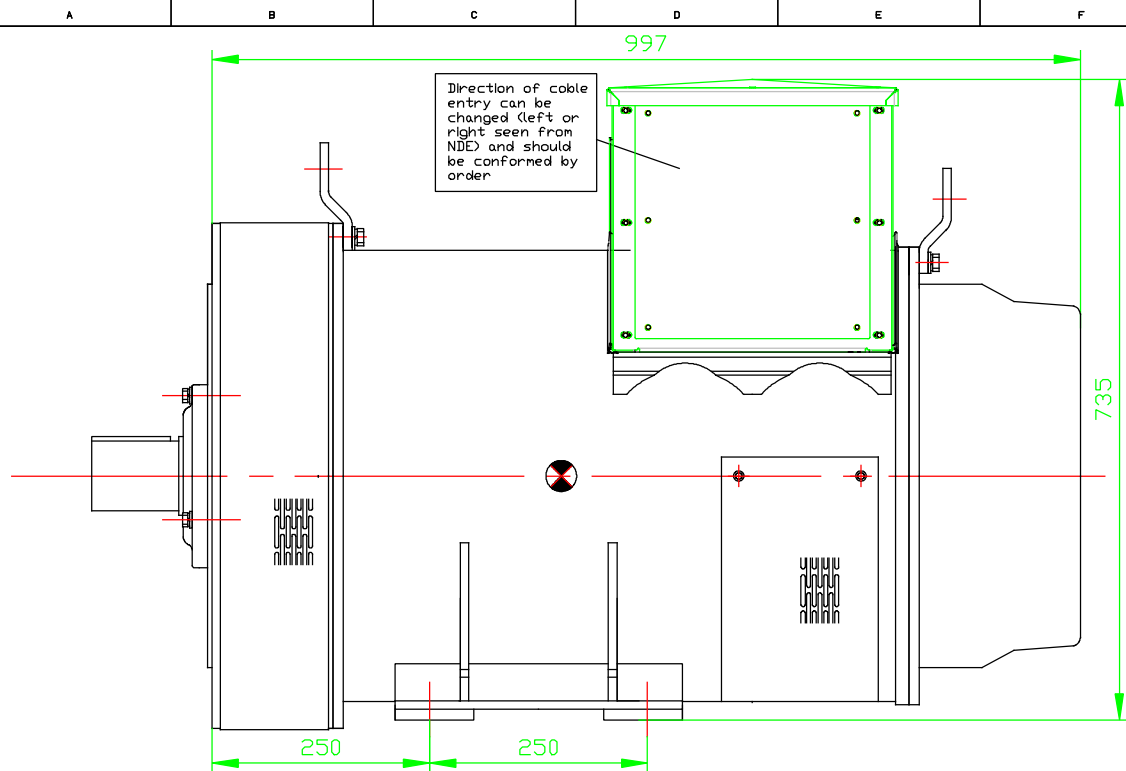 A B C D E F
997
Direction of coble
entry can be
changed (left or
right seen from
NDE) and should
be conformed by
order
735
250 250